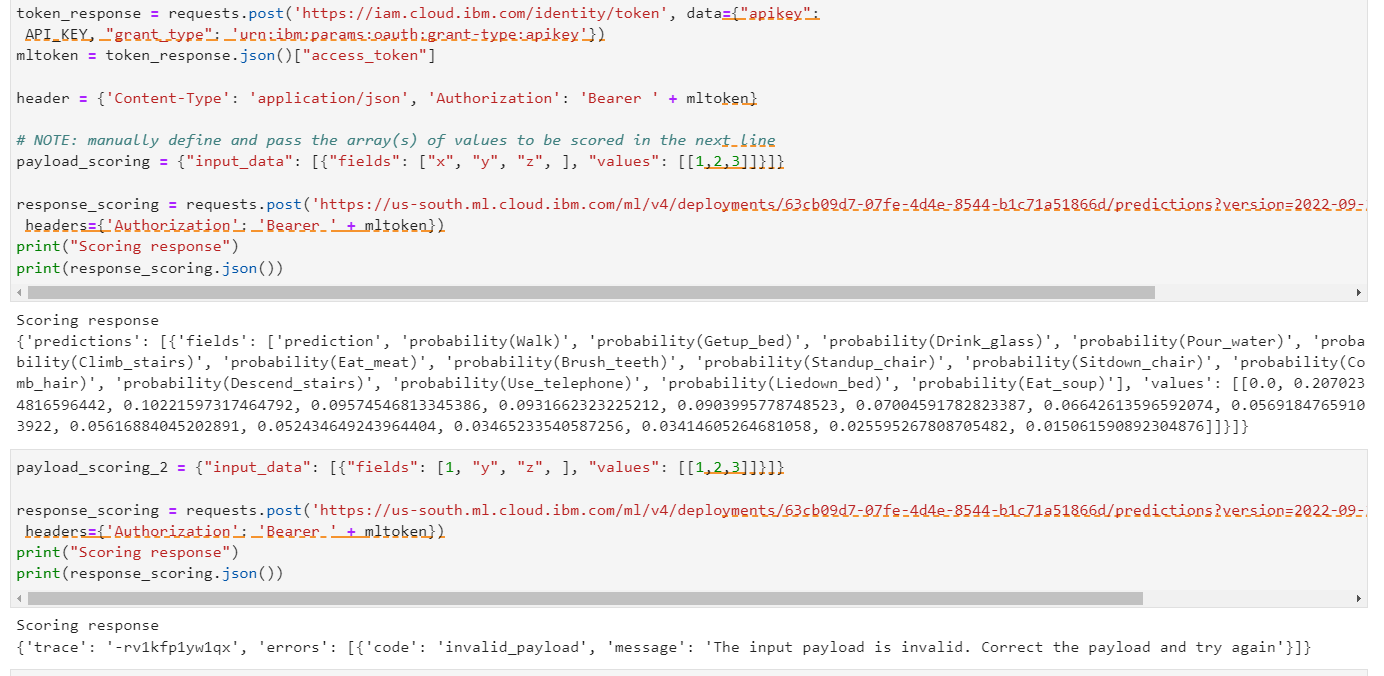 token_response = requests.post('https://iam.cloud.ibm.com/identity/token', data={"apikey":
API_KEY, "grant_type": 'urn:ibm:params:oauth:grant-type:apikey'})
mltoken = token_response.json()["access_token"]
header = {'Content-Type': 'application/json', 'Authorization': 'Bearer ' + mltoken}
# NOTE: manually define and pass the array(s) of values to be scored in the next line
payload_scoring = {"input_data": [{"fields": ["x", "y", "z", ], "values": [[1,2,3]]}]}
response_scoring = requests.post('https://us-south.ml.cloud.ibm.com/ml/v4/deployments/63cb09d7-07fe-4d4e-8544-b1c71a51866d/predictions?version=2022-09-
headers={'Authorization': 'Bearer ' + mltoken})
print("Scoring response")
print(response_scoring.json())
Scoring response
{'predictions': [{'fields': ['prediction', 'probability(Walk)', 'probability(Getup_bed)', 'probability(Drink_glass)', 'probability(Pour_water)', 'proba
bility(Climb_stairs)', 'probability(Eat_meat)', 'probability(Brush_teeth)', 'probability(Standup_chair)', 'probability(Sitdown_chair)', 'probability(Co
mb_hair)', 'probability(Descend_stairs)', 'probability(Use_telephone)', 'probability(Liedown_bed)', 'probability(Eat_soup)'], 'values': [[0.0, 0.207023
4816596442, 0.10221597317464792, 0.09574546813345386, 0.0931662323225212, 0.0903995778748523, 0.07004591782823387, 0.06642613596592074, 0.0569184765910
3922, 0.05616884045202891, 0.052434649243964404, 0.03465233540587256, 0.03414605264681058, 0.025595267808705482, 0.015061590892304876]]}]}
payload_scoring_2 = {"input_data": [{"fields": [1, "y", "z", ], "values": [[1,2,3]]}]}
response_scoring = requests.post('https://us-south.ml.cloud.ibm.com/ml/v4/deployments/63cb09d7-07fe-4d4e-8544-b1c71a51866d/predictions?version=2022-09-
headers={'Authorization': 'Bearer ' + mltoken})
print("Scoring response")
print(response_scoring.json())
Scoring response
{'trace': '-rv1kfp1yw1qx', 'errors': [{'code': 'invalid_payload', 'message': 'The input payload is invalid. Correct the payload and try again'}]}